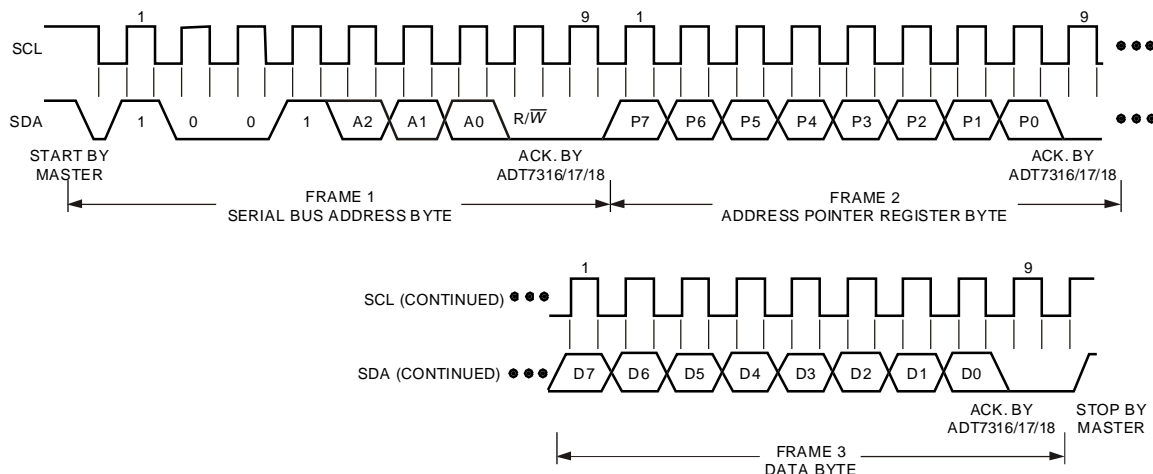 1 9 1 9
SCL
SDA
1 0 0 1 A2 A1 A0 R/W̅ P7 P6 P5 P4 P3 P2 P1 P0
START BY
MASTER
ACK. BY
ADT7316/17/18
ACK. BY
ADT7316/17/18
FRAME 1
SERIAL BUS ADDRESS BYTE
FRAME 2
ADDRESS POINTER REGISTER BYTE
1 9
SCL (CONTINUED)
SDA (CONTINUED)
D7 D6 D5 D4 D3 D2 D1 D0
ACK. BY
ADT7316/17/18
STOP BY
MASTER
FRAME 3
DATA BYTE